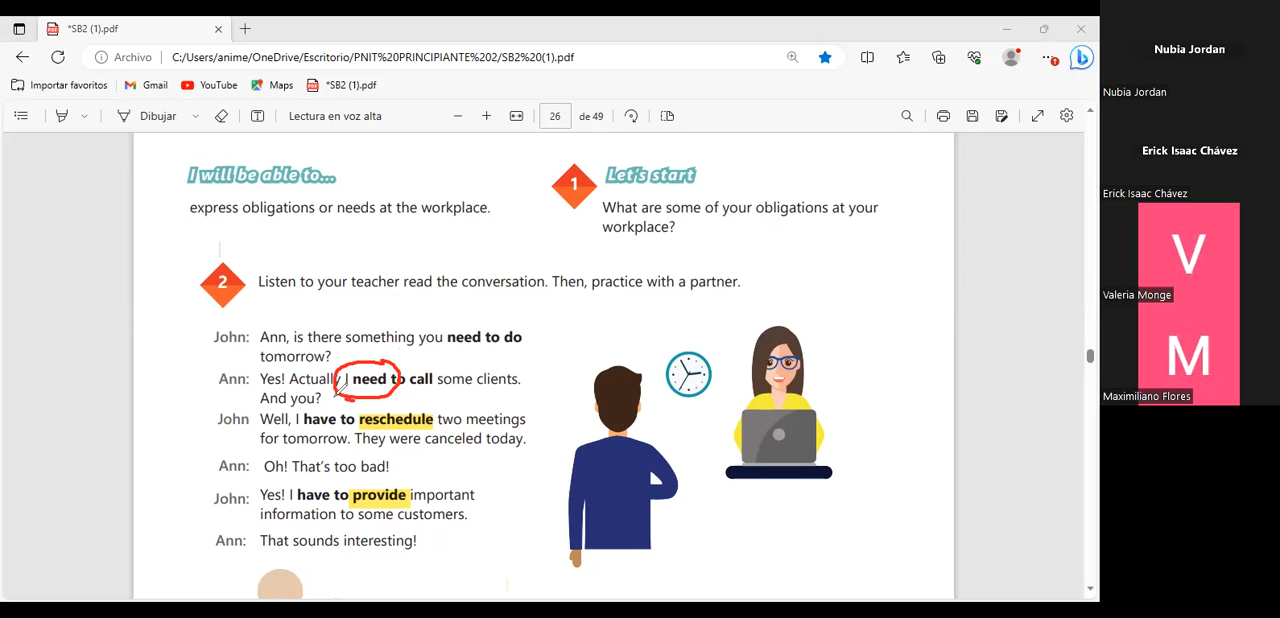 *SB2 (1).pdf
Archivo
C:/Users/anime/OneDrive/Escritorio/PNIT%20PRINCIPIANTE%202/SB2%20(1).pdf
Importar favoritos
Gmail
YouTube
Maps
*SB2 (1).pdf
Dibujar
Lectura en voz alta
26
de 49
I will be able to...
express obligations or needs at the workplace.
1
Let's start
What are some of your obligations at your
workplace?
2
Listen to your teacher read the conversation. Then, practice with a partner.
John: Ann, is there something you need to do
tomorrow?
Ann: Yes! Actually I need to call some clients.
And you?
John Well, I have to reschedule two meetings
for tomorrow. They were canceled today.
Ann: Oh! That's too bad!
John: Yes! I have to provide important
information to some customers.
Ann: That sounds interesting!
Nubia Jordan
Nubia Jordan
Erick Isaac Chávez
Erick Isaac Chávez
V
Valeria Monge
M
Maximiliano Flores